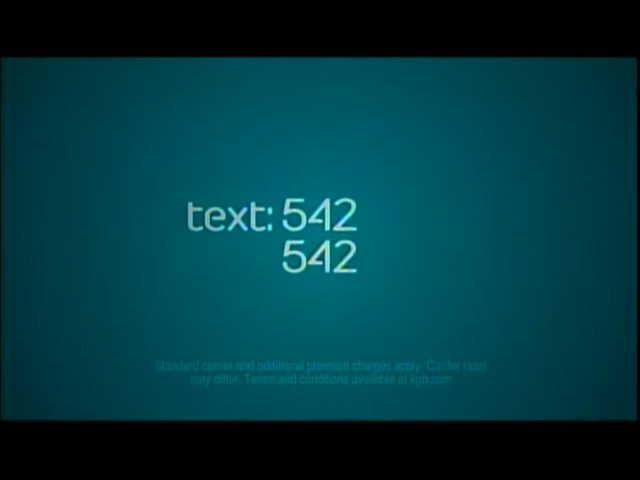 text: 542
542
Standard carrier and additional premium charges apply. Carrier rates
may differ. Terms and conditions available at kgb.com